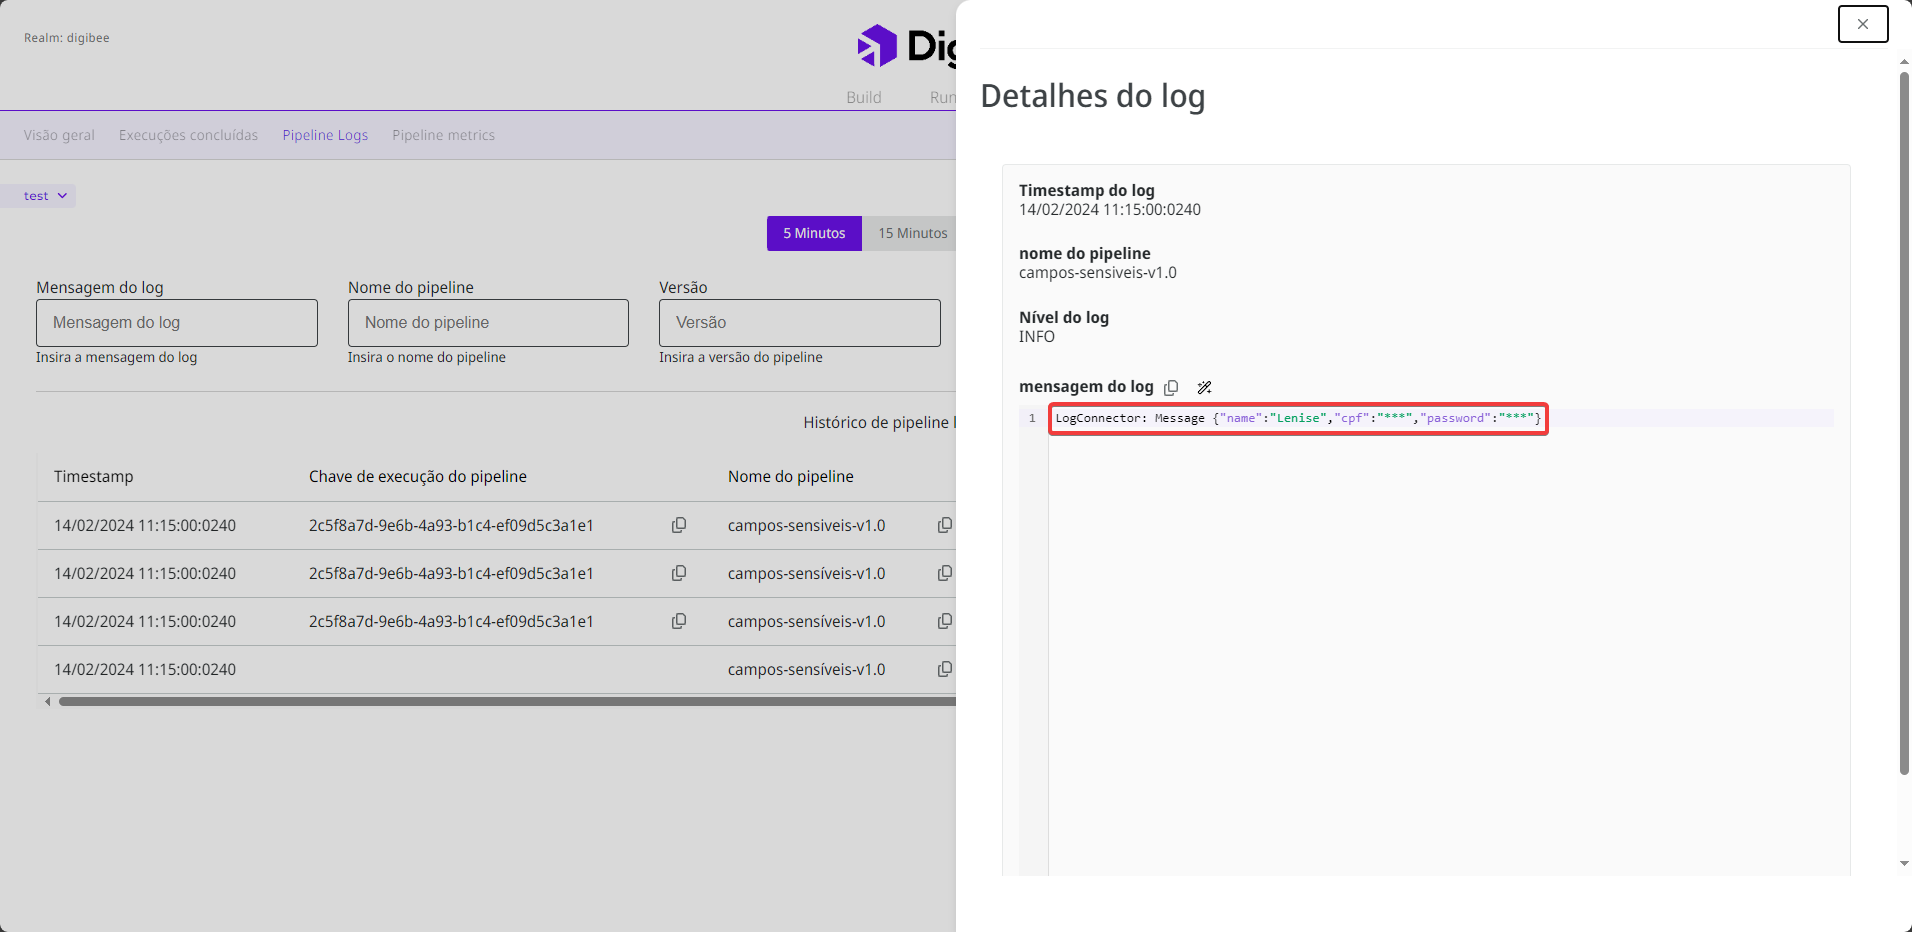 Realm: digibee
Build
Visão geral
Execuções concluídas
Pipeline Logs
Pipeline metrics
test
5 Minutos
15 Minutos
Mensagem do log
Nome do pipeline
Versão
Mensagem do log
Nome do pipeline
Versão
Insira a mensagem do log
Insira o nome do pipeline
Insira a versão do pipeline
Histórico de pipeline
Timestamp
Chave de execução do pipeline
Nome do pipeline
14/02/2024 11:15:00:0240
2c5f8a7d-9e6b-4a93-b1c4-ef09d5c3a1e1
campos-sensiveis-v1.0
14/02/2024 11:15:00:0240
2c5f8a7d-9e6b-4a93-b1c4-ef09d5c3a1e1
campos-sensíveis-v1.0
14/02/2024 11:15:00:0240
2c5f8a7d-9e6b-4a93-b1c4-ef09d5c3a1e1
campos-sensíveis-v1.0
14/02/2024 11:15:00:0240
campos-sensíveis-v1.0
Detalhes do log
Timestamp do log
14/02/2024 11:15:00:0240
nome do pipeline
campos-sensiveis-v1.0
Nível do log
INFO
mensagem do log
1
LogConnector: Message {"name":"Lenise","cpf":"***","password":"***"}